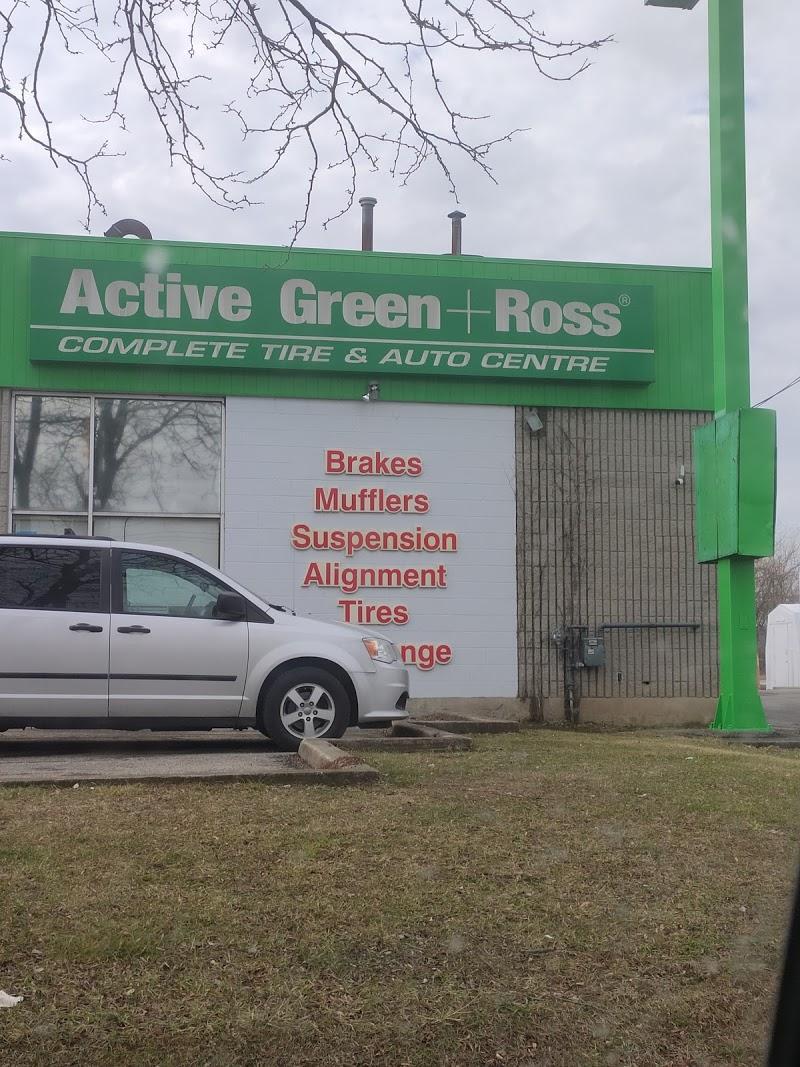 Active Green+Ross®
COMPLETE TIRE & AUTO CENTRE
Brakes
Mufflers
Suspension
Alignment
Tires
nge